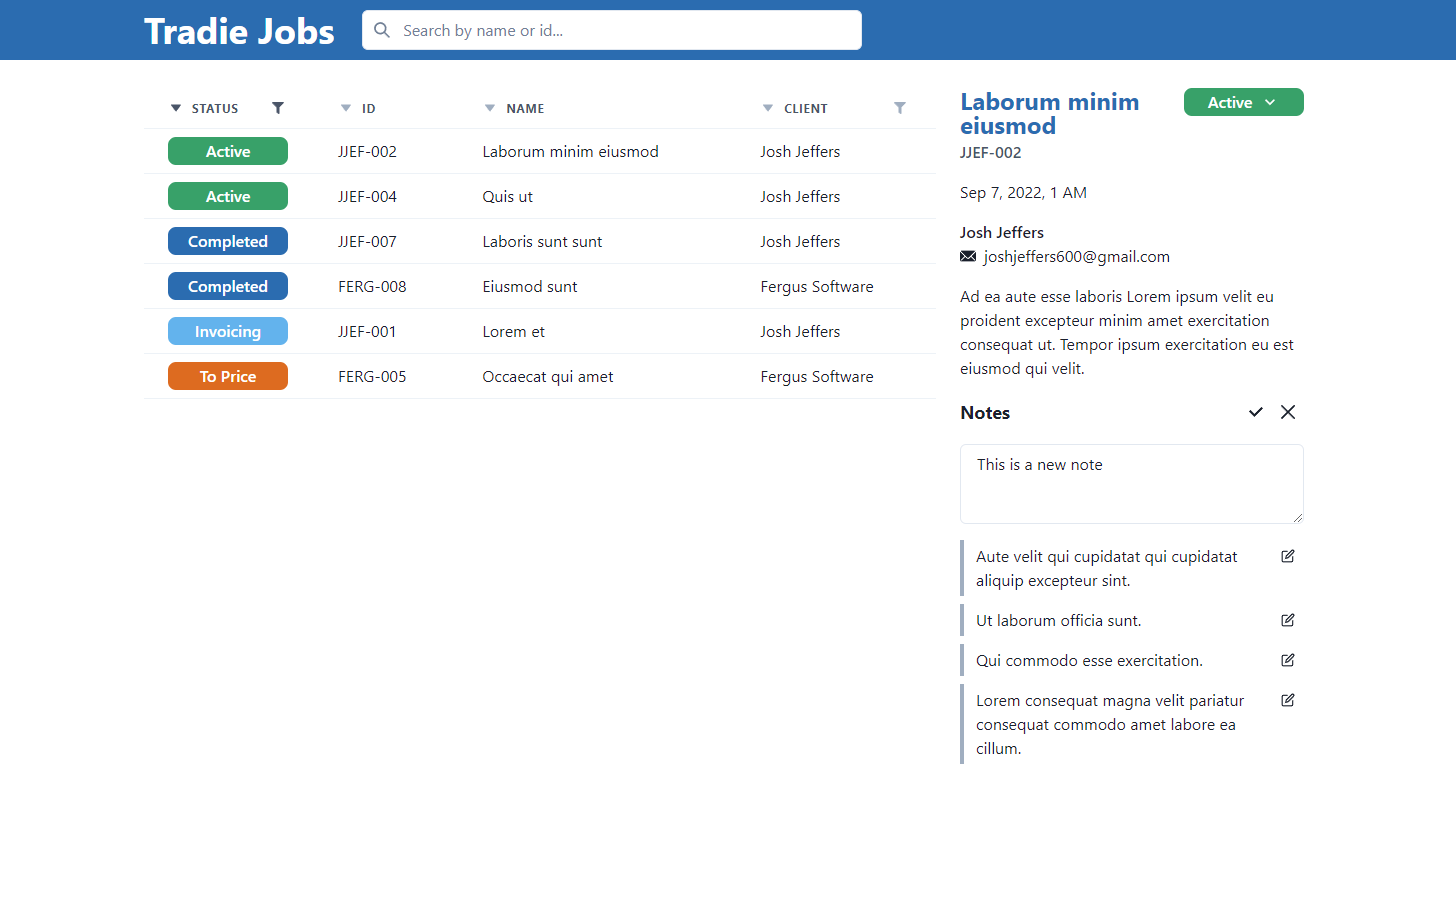 Tradie Jobs
Search by name or id...
STATUS ID NAME CLIENT
Active JJEF-002 Laborum minim eiusmod Josh Jeffers
Active JJEF-004 Quis ut Josh Jeffers
Completed JJEF-007 Laboris sunt sunt Josh Jeffers
Completed FERG-008 Eiusmod sunt Fergus Software
Invoicing JJEF-001 Lorem et Josh Jeffers
To Price FERG-005 Occaecat qui amet Fergus Software
Laborum minim
eiusmod
Active
JJEF-002
Sep 7, 2022, 1 AM
Josh Jeffers
joshjeffers600@gmail.com
Ad ea aute esse laboris Lorem ipsum velit eu
proident excepteur minim amet exercitation
consequat ut. Tempor ipsum exercitation eu est
eiusmod qui velit.
Notes
This is a new note
Aute velit qui cupidatat qui cupidatat
aliquip excepteur sint.
Ut laborum officia sunt.
Qui commodo esse exercitation.
Lorem consequat magna velit pariatur
consequat commodo amet labore ea
cillum.